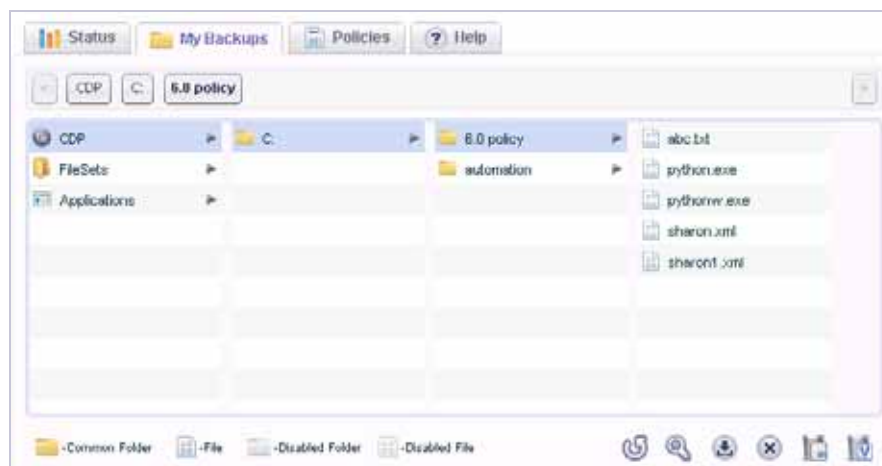 Status My Backups Policies ? Help
CDP C: 6.0 policy
CDP C: 6.0 policy abc.txt
FileSets automation python.exe
Applications pythonw.exe
sharon.xml
sharon1.xml
-Common Folder -File -Disabled Folder -Disabled File